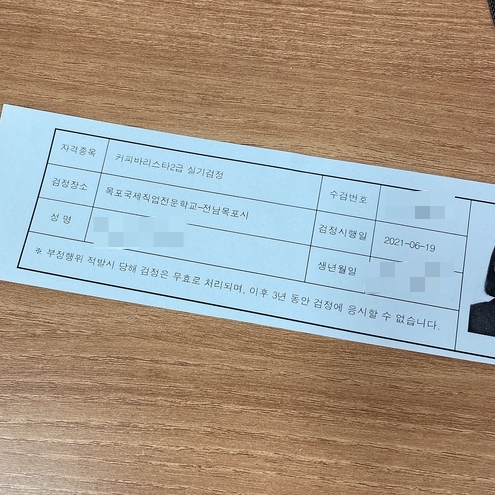 자격종목 커피바리스타2급 실기검정
검정장소 목포국제직업전문학교-전남목포시 수검번호
성 명 검정시행일 2021-06-19
생년월일
※ 부정행위 적발시 당해 검정은 무효로 처리되며, 이후 3년 동안 검정에 응시할 수 없습니다.